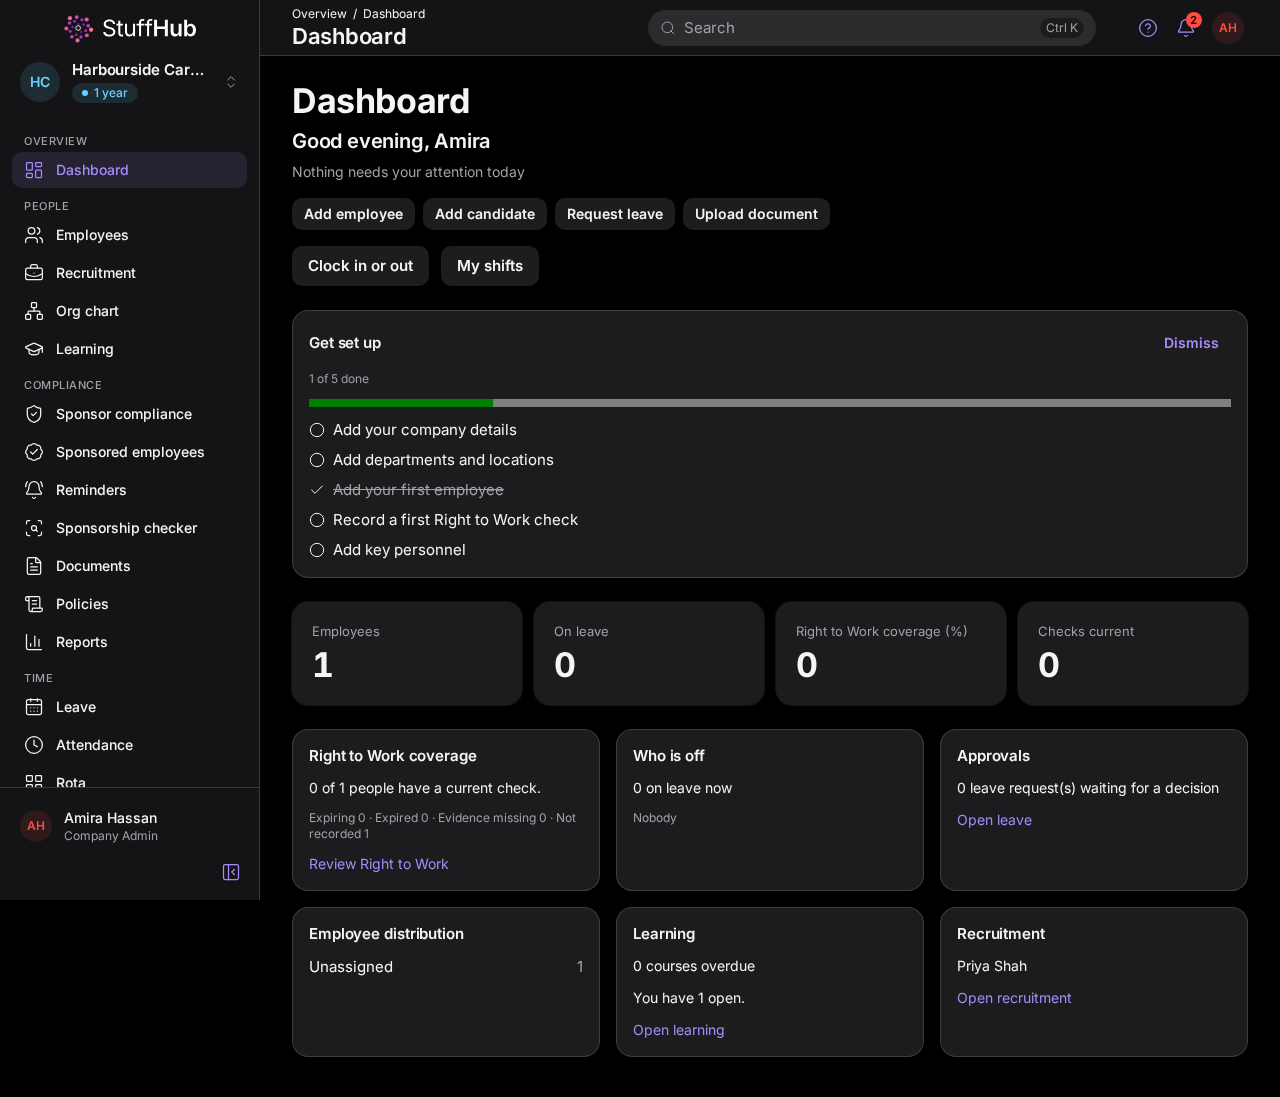 StuffHub
HC
Harbourside Car...
1 year
OVERVIEW
Dashboard
PEOPLE
Employees
Recruitment
Org chart
Learning
COMPLIANCE
Sponsor compliance
Sponsored employees
Reminders
Sponsorship checker
Documents
Policies
Reports
TIME
Leave
Attendance
Rota
AH
Amira Hassan
Company Admin
Overview / Dashboard
Dashboard
Search
Ctrl K
2
AH
Dashboard
Good evening, Amira
Nothing needs your attention today
Add employee
Add candidate
Request leave
Upload document
Clock in or out
My shifts
Get set up
Dismiss
1 of 5 done
Add your company details
Add departments and locations
Add your first employee
Record a first Right to Work check
Add key personnel
Employees
1
On leave
0
Right to Work coverage (%)
0
Checks current
0
Right to Work coverage
0 of 1 people have a current check.
Expiring 0 · Expired 0 · Evidence missing 0 · Not
recorded 1
Review Right to Work
Who is off
0 on leave now
Nobody
Approvals
0 leave request(s) waiting for a decision
Open leave
Employee distribution
Unassigned
1
Learning
0 courses overdue
You have 1 open.
Open learning
Recruitment
Priya Shah
Open recruitment